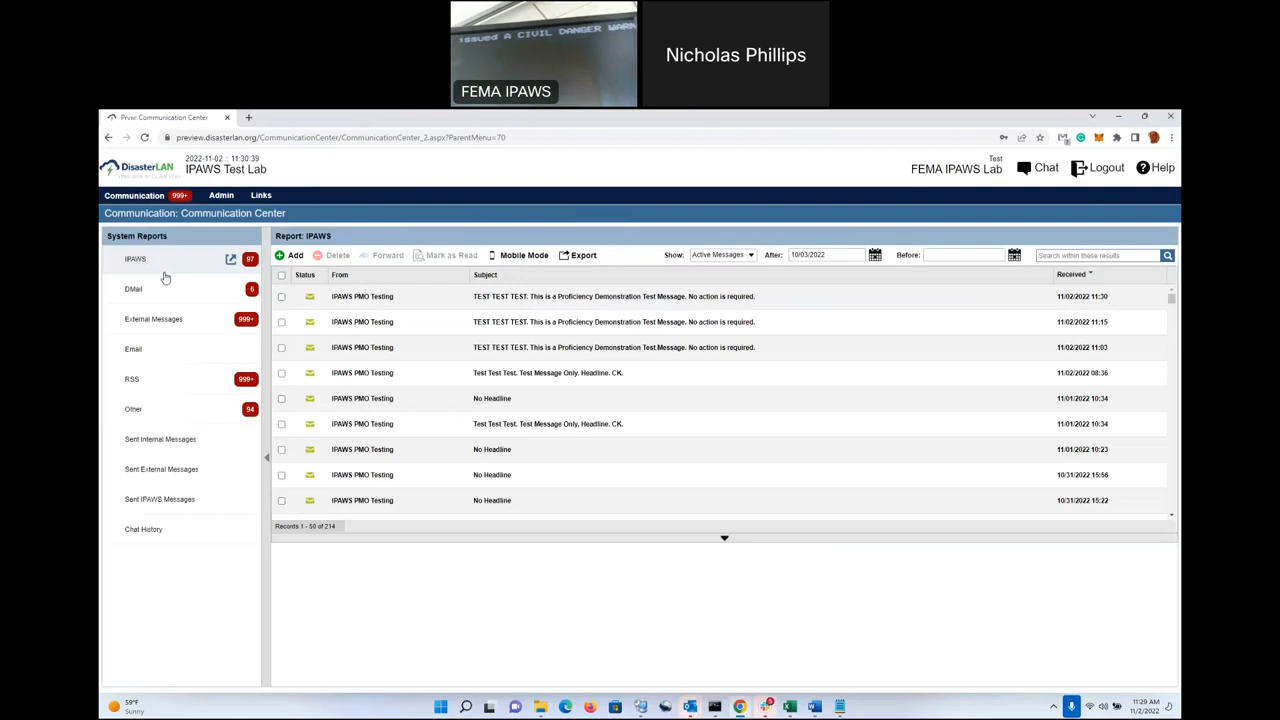 issued A CIVIL DANGER WARN
FEMA IPAWS
Nicholas Phillips
Prvw: Communication Center
preview.disasterlan.org/CommunicationCenter/CommunicationCenter_2.aspx?ParentMenu=70
DisasterLAN
2022-11-02 :: 11:30:39
IPAWS Test Lab
Test
FEMA IPAWS Lab
Chat
Logout
Help
Communication 999+ Admin Links
Communication: Communication Center
System Reports
IPAWS 97
DMail 6
External Messages 999+
Email
RSS 999+
Other 94
Sent Internal Messages
Sent External Messages
Sent IPAWS Messages
Chat History
Report: IPAWS
Add Delete Forward Mark as Read Mobile Mode Export Show: Active Messages After: 10/03/2022 Before: Search within these results
Status From Subject Received
IPAWS PMO Testing TEST TEST TEST. This is a Proficiency Demonstration Test Message. No action is required. 11/02/2022 11:30
IPAWS PMO Testing TEST TEST TEST. This is a Proficiency Demonstration Test Message. No action is required. 11/02/2022 11:15
IPAWS PMO Testing TEST TEST TEST. This is a Proficiency Demonstration Test Message. No action is required. 11/02/2022 11:03
IPAWS PMO Testing Test Test Test. Test Message Only. Headline. CK. 11/02/2022 08:36
IPAWS PMO Testing No Headline 11/01/2022 10:34
IPAWS PMO Testing Test Test Test. Test Message Only. Headline. CK. 11/01/2022 10:34
IPAWS PMO Testing No Headline 11/01/2022 10:23
IPAWS PMO Testing No Headline 10/31/2022 15:56
IPAWS PMO Testing No Headline 10/31/2022 15:22
Records 1 - 50 of 214
59°F
Sunny
11:29 AM
11/2/2022